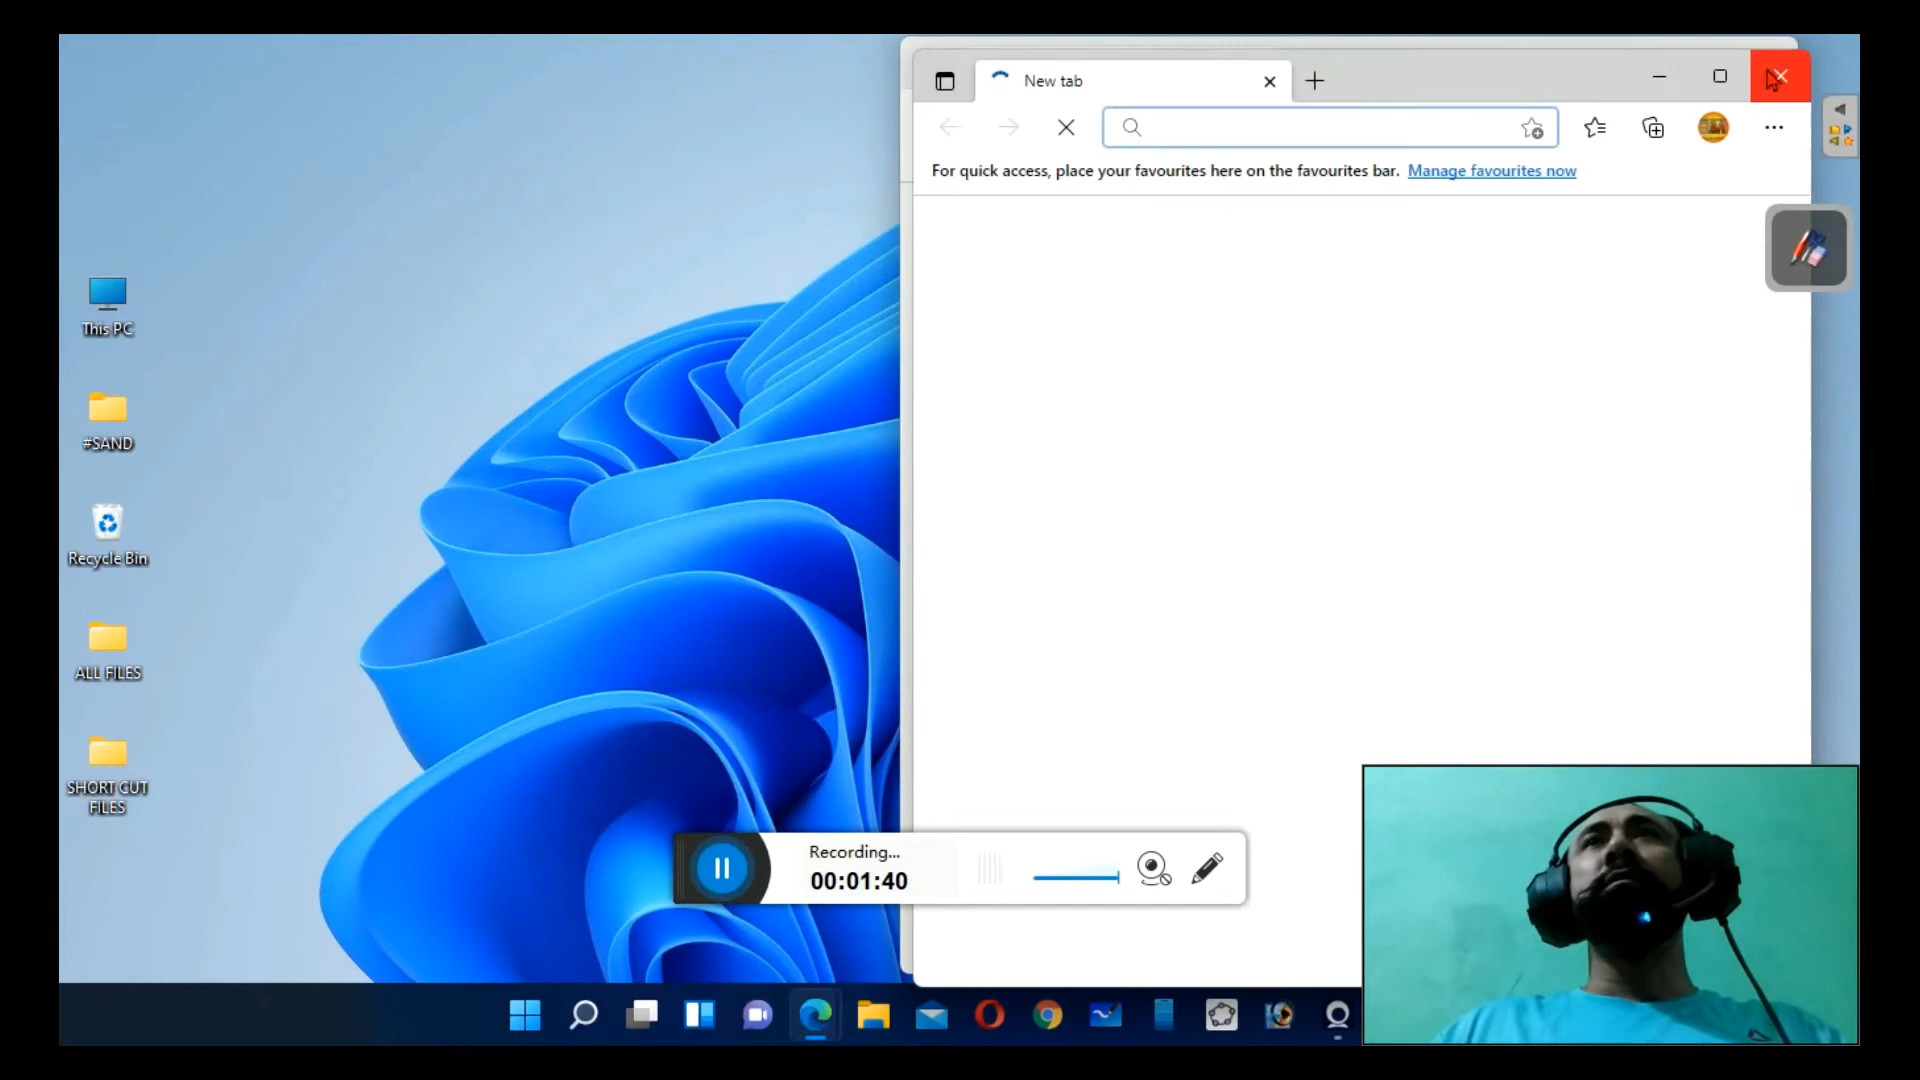 New tab
For quick access, place your favourites here on the favourites bar. Manage favourites now
This PC
#SAND
Recycle Bin
ALL FILES
SHORT CUT
FILES
Recording...
00:01:40